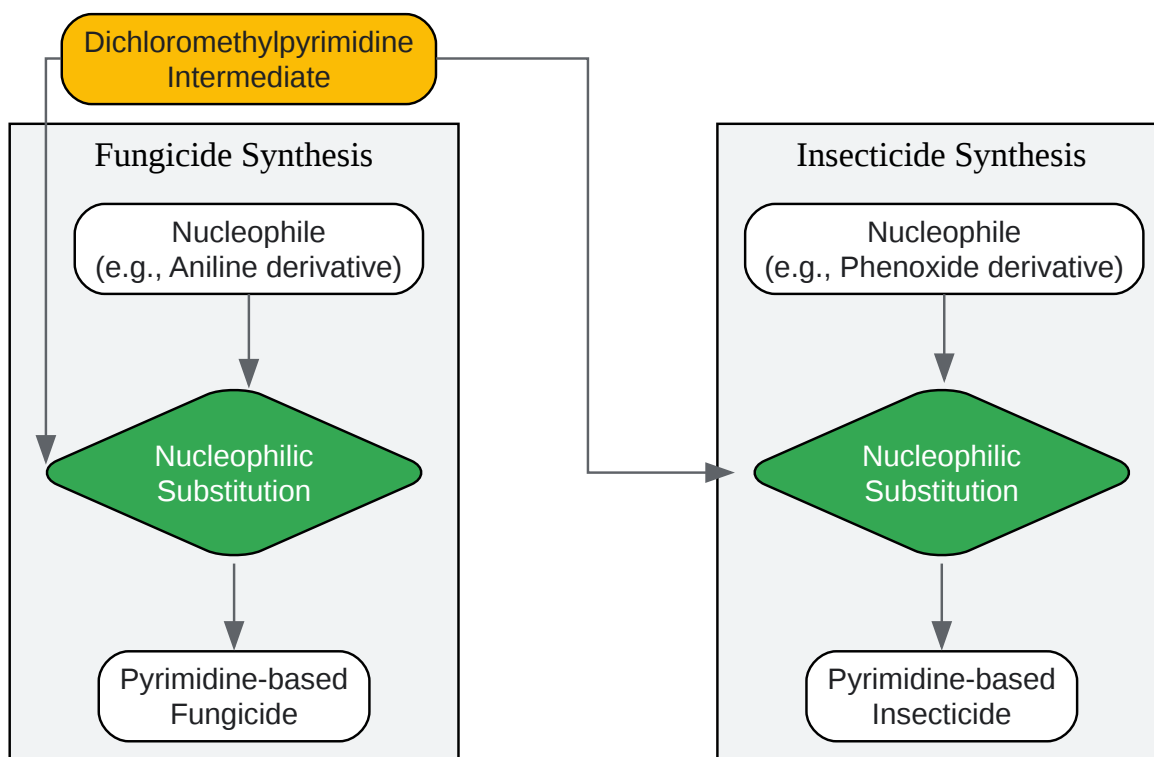 Dichloromethylpyrimidine
Intermediate
Fungicide Synthesis
Nucleophile
(e.g., Aniline derivative)
Nucleophilic
Substitution
Pyrimidine-based
Fungicide
Insecticide Synthesis
Nucleophile
(e.g., Phenoxide derivative)
Nucleophilic
Substitution
Pyrimidine-based
Insecticide